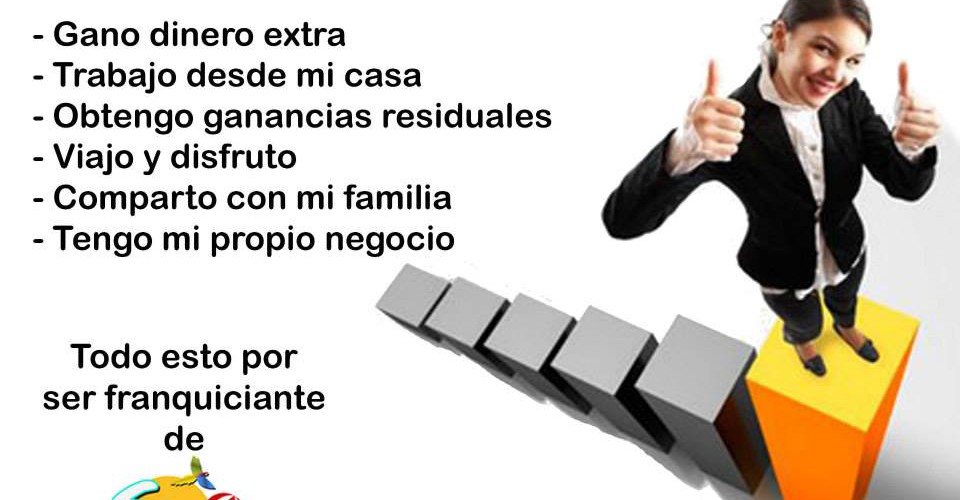 - Gano dinero extra
- Trabajo desde mi casa
- Obtengo ganancias residuales
- Viajo y disfruto
- Comparto con mi familia
- Tengo mi propio negocio
Todo esto por
ser franquiciante
de